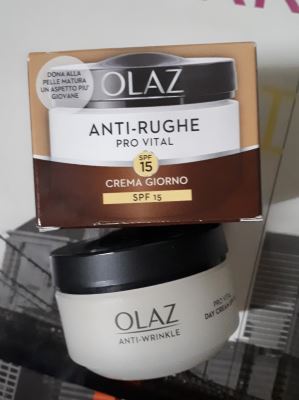 DONA ALLA
PELLE MATURA
UN ASPETTO PIU'
GIOVANE
OLAZ
ANTI-RUGHE
PRO VITAL
SPF
15
CREMA GIORNO
SPF 15
OLAZ
ANTI-WRINKLE
PRO VITAL
DAY CREAM